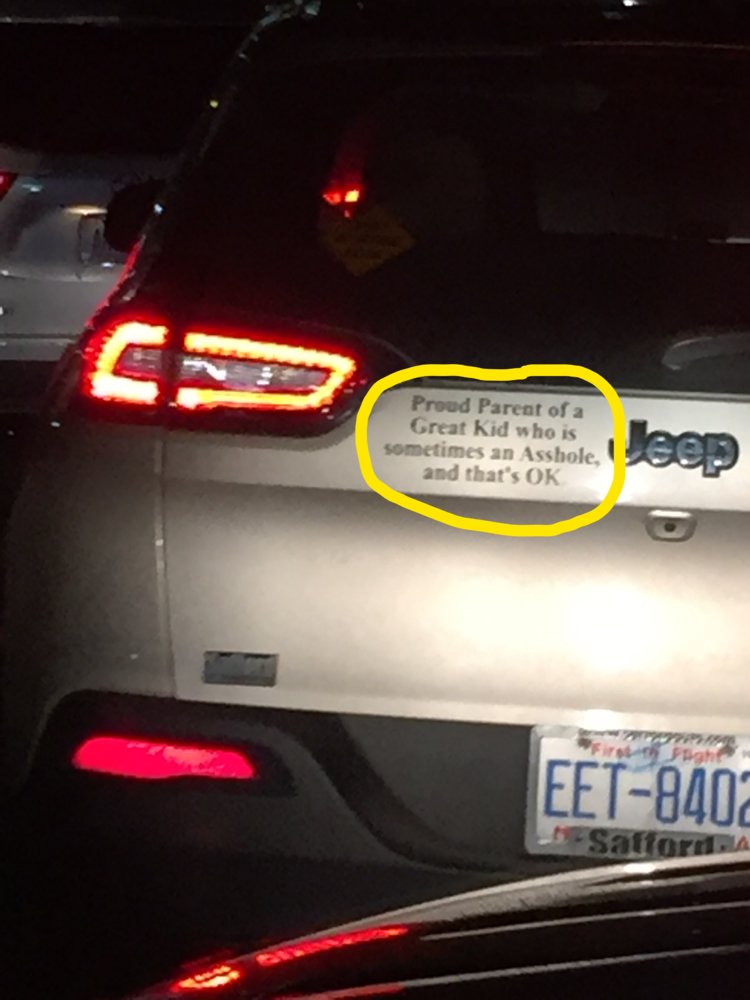 Proud Parent of a
Great Kid who is
sometimes an Asshole,
and that's OK
Jeep
First in Flight
EET-8402
Safford